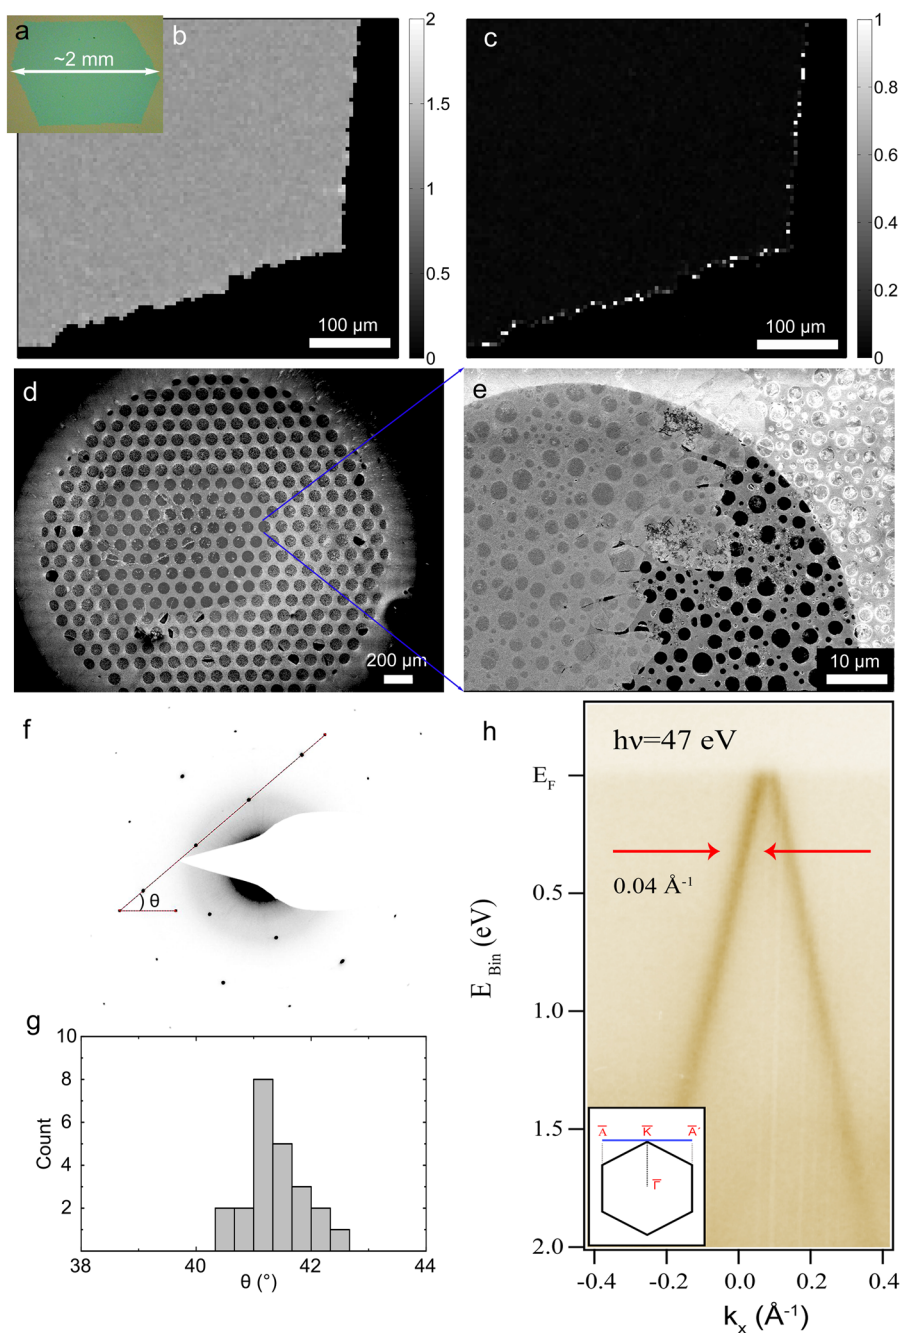 a
~2 mm
b
100 µm
2
1.5
1
0.5
0
c
100 µm
1
0.8
0.6
0.4
0.2
0
d
200 µm
e
10 µm
f
θ
g
10
8
6
4
2
Count
38
40
42
44
θ (°)
h
hν=47 eV
E_F
0.04 Å⁻¹
0.5
1.0
1.5
2.0
E_Bin (eV)
A̅ K̅ A̅´
Γ̅
-0.4 -0.2 0.0 0.2 0.4
kₓ (Å⁻¹)